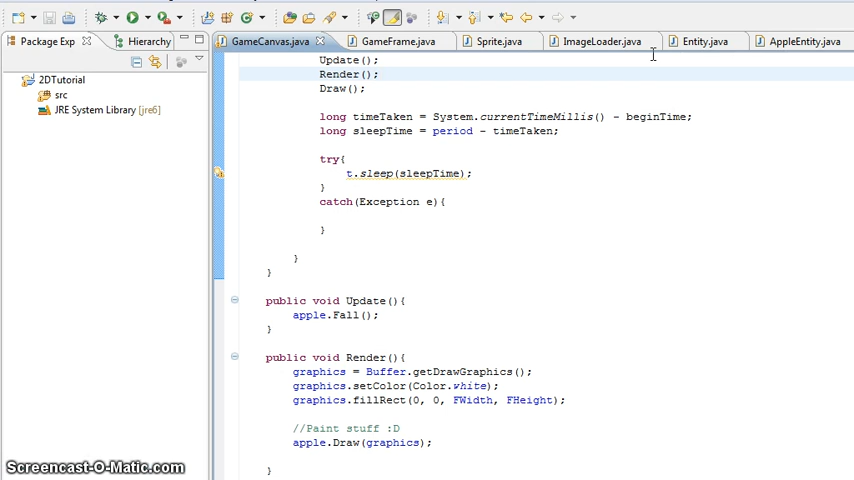 Package Exp Hierarchy
GameCanvas.java GameFrame.java Sprite.java ImageLoader.java Entity.java AppleEntity.java
2DTutorial
src
JRE System Library [jre6]
Update();
Render();
Draw();
long timeTaken = System.currentTimeMillis() - beginTime;
long sleepTime = period - timeTaken;
try{
t.sleep(sleepTime);
}
catch(Exception e){
}
}
}
public void Update(){
apple.Fall();
}
public void Render(){
graphics = Buffer.getDrawGraphics();
graphics.setColor(Color.white);
graphics.fillRect(0, 0, FWidth, FHeight);
//Paint stuff :D
apple.Draw(graphics);
}
Screencast-O-Matic.com